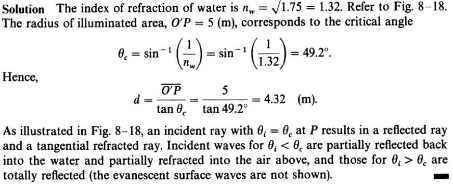 Solution The index of refraction of water is n_w = √1.75 = 1.32. Refer to Fig. 8–18.
The radius of illuminated area, O′P = 5 (m), corresponds to the critical angle
θ_c = sin⁻¹(1/n_w) = sin⁻¹(1/1.32) = 49.2°.
Hence,
d = O′P/tan θ_c = 5/tan 49.2° = 4.32 (m).
As illustrated in Fig. 8–18, an incident ray with θ_i = θ_c at P results in a reflected ray
and a tangential refracted ray. Incident waves for θ_i < θ_c are partially reflected back
into the water and partially refracted into the air above, and those for θ_i > θ_c are
totally reflected (the evanescent surface waves are not shown).